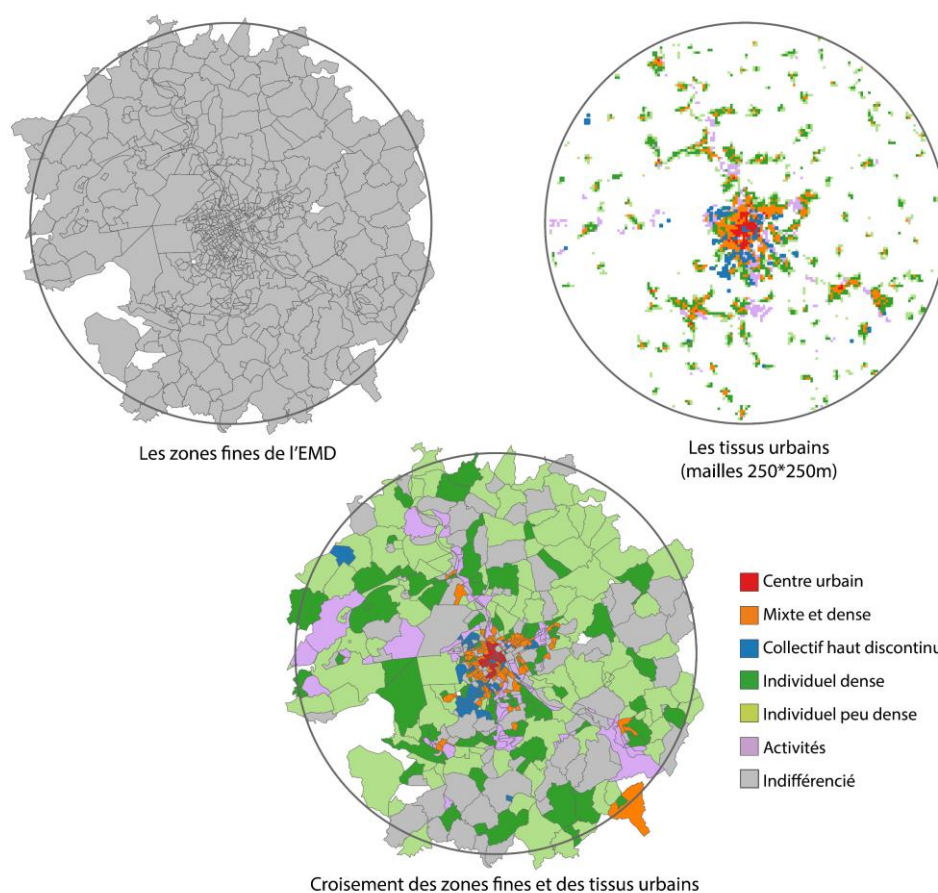 Les zones fines de l'EMD
Les tissus urbains
(mailles 250*250m)
Centre urbain
Mixte et dense
Collectif haut discontinu
Individuel dense
Individuel peu dense
Activités
Indifférencié
Croisement des zones fines et des tissus urbains